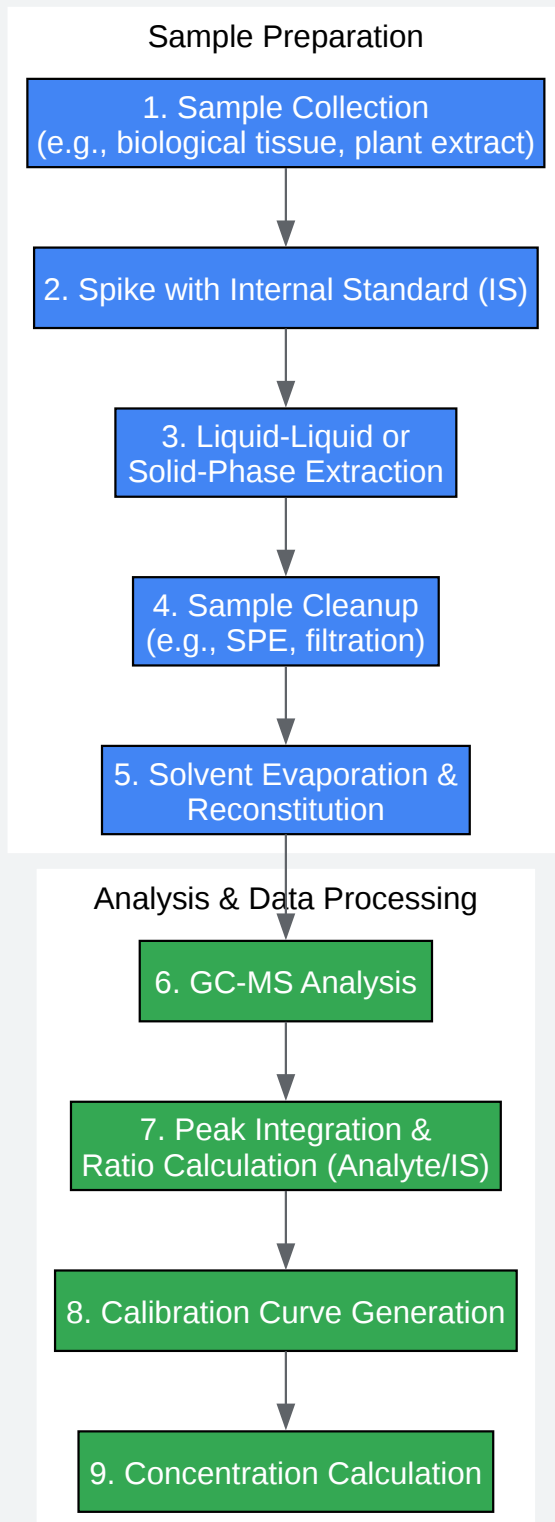 Sample Preparation
1. Sample Collection
(e.g., biological tissue, plant extract)
2. Spike with Internal Standard (IS)
3. Liquid-Liquid or
Solid-Phase Extraction
4. Sample Cleanup
(e.g., SPE, filtration)
5. Solvent Evaporation &
Reconstitution
Analysis & Data Processing
6. GC-MS Analysis
7. Peak Integration &
Ratio Calculation (Analyte/IS)
8. Calibration Curve Generation
9. Concentration Calculation